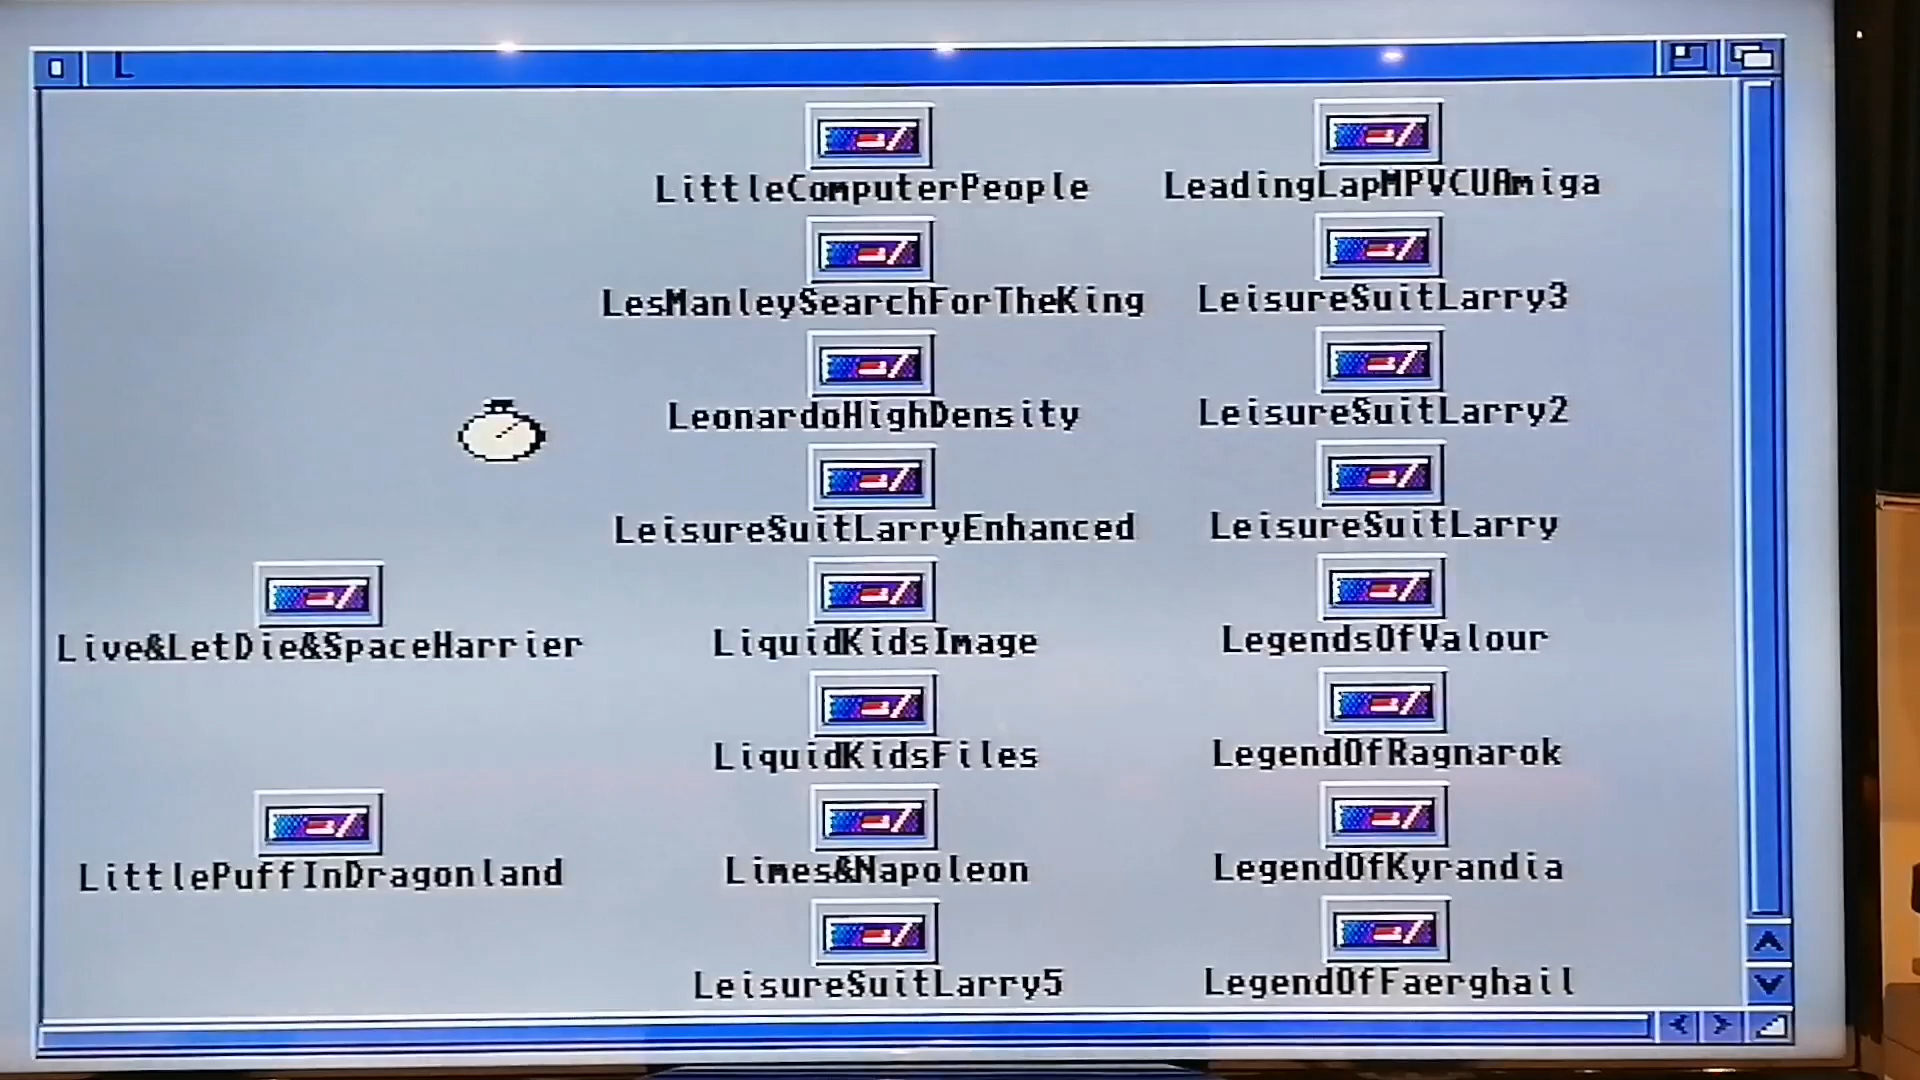 L
LittleComputerPeople
LeadingLapMPVCUAmiga
LesManleySearchForTheKing
LeisureSuitLarry3
LeonardoHighDensity
LeisureSuitLarry2
LeisureSuitLarryEnhanced
LeisureSuitLarry
Live&LetDie&SpaceHarrier
LiquidKidsImage
LegendsOfValour
LiquidKidsFiles
LegendOfRagnarok
LittlePuffInDragonland
Limes&Napoleon
LegendOfKyrandia
LeisureSuitLarry5
LegendOfFaerghail